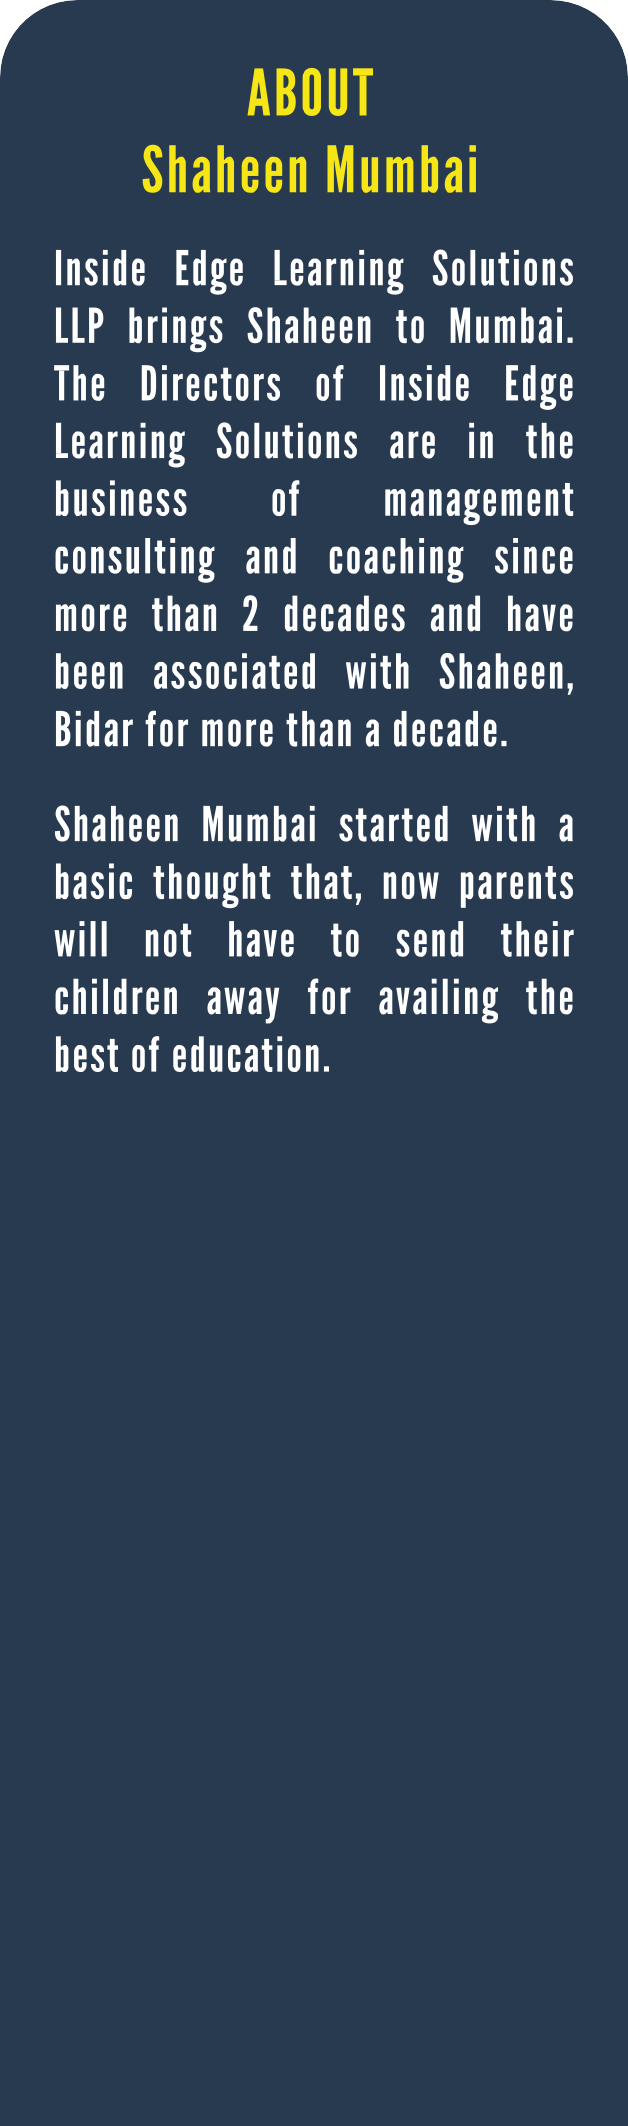 ABOUT
Shaheen Mumbai
Inside Edge Learning Solutions
LLP brings Shaheen to Mumbai.
The Directors of Inside Edge
Learning Solutions are in the
business of management
consulting and coaching since
more than 2 decades and have
been associated with Shaheen,
Bidar for more than a decade.
Shaheen Mumbai started with a
basic thought that, now parents
will not have to send their
children away for availing the
best of education.